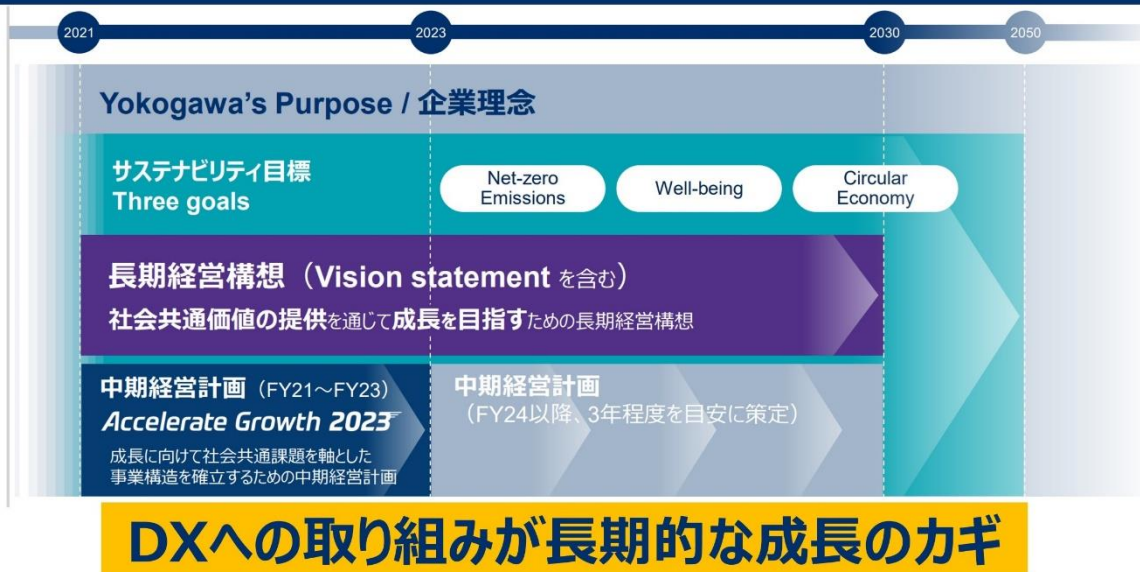 2021
2023
2030
2050
Yokogawa’s Purpose / 企業理念
サステナビリティ目標
Three goals
Net-zero
Emissions
Well-being
Circular
Economy
長期経営構想（Vision statement を含む）
社会共通価値の提供を通じて成長を目指すための長期経営構想
中期経営計画（FY21～FY23）
Accelerate Growth 2023
成長に向けて社会共通課題を軸とした
事業構造を確立するための中期経営計画
中期経営計画
（FY24以降、3年程度を目安に策定）
DXへの取り組みが長期的な成長のカギ